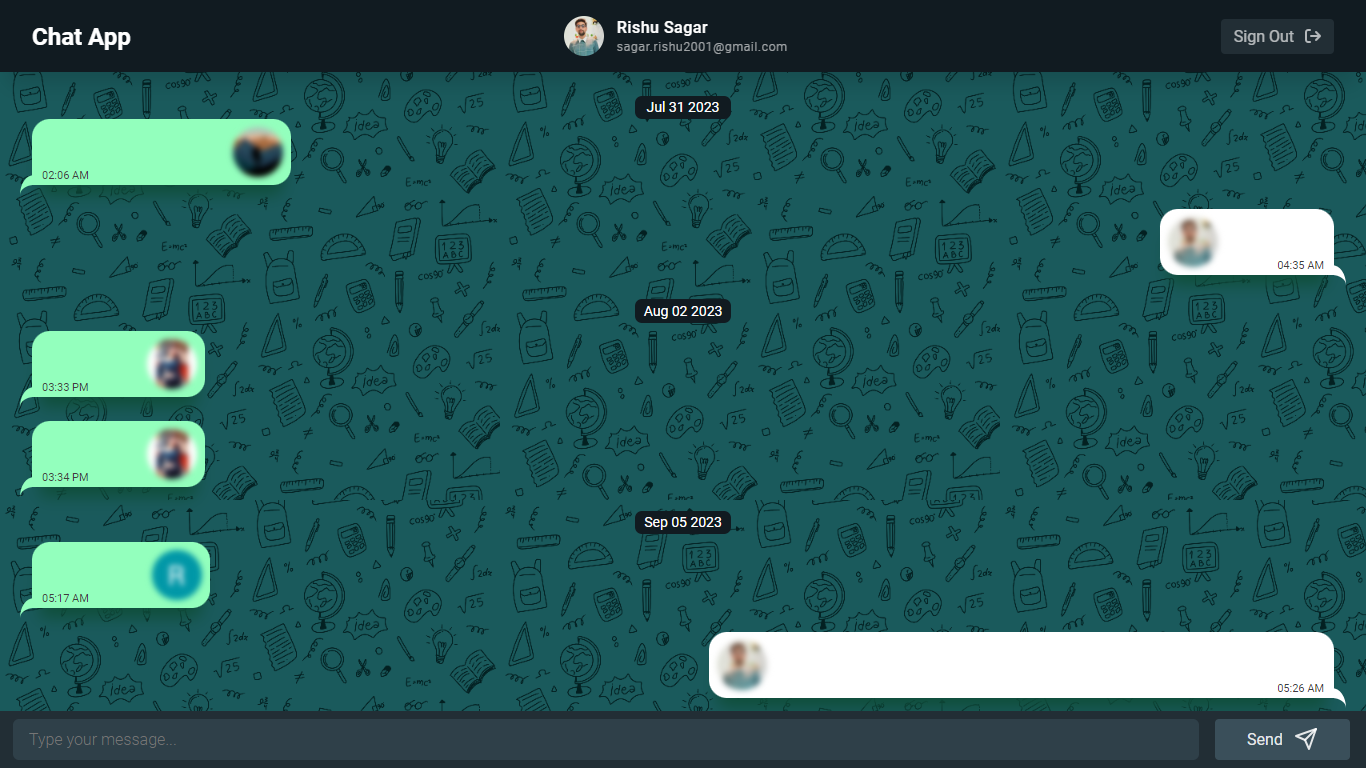 Chat App
Rishu Sagar
sagar.rishu2001@gmail.com
Sign Out
Jul 31 2023
02:06 AM
04:35 AM
Aug 02 2023
03:33 PM
03:34 PM
Sep 05 2023
R
05:17 AM
05:26 AM
Type your message...
Send